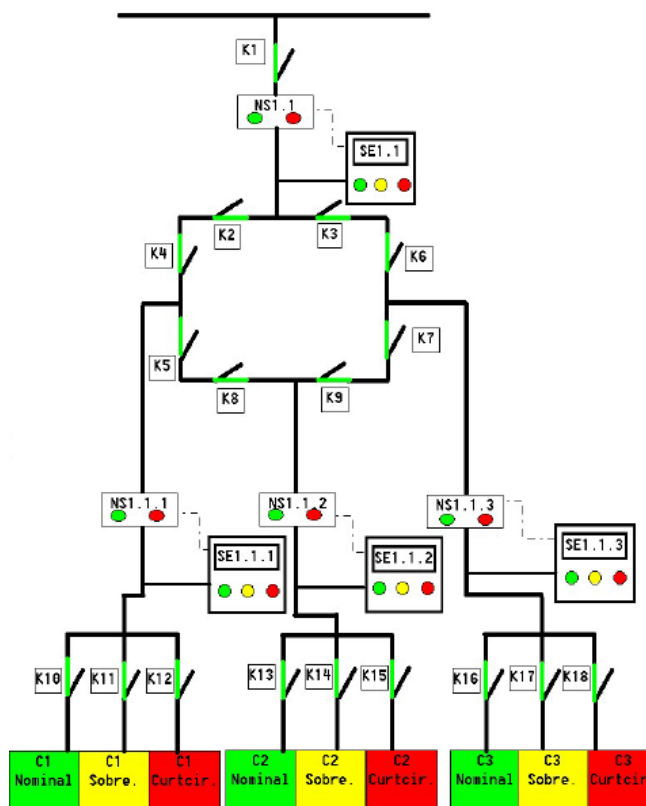 K1
NS1.1
SE1.1
K2
K3
K4
K6
K5
K7
K8
K9
NS1.1.1
NS1.1.2
NS1.1.3
SE1.1.1
SE1.1.2
SE1.1.3
K10
K11
K12
K13
K14
K15
K16
K17
K18
C1
Nominal
C1
Sobre.
C1
Curtcir.
C2
Nominal
C2
Sobre.
C2
Curtcir.
C3
Nominal
C3
Sobre.
C3
Curtcir